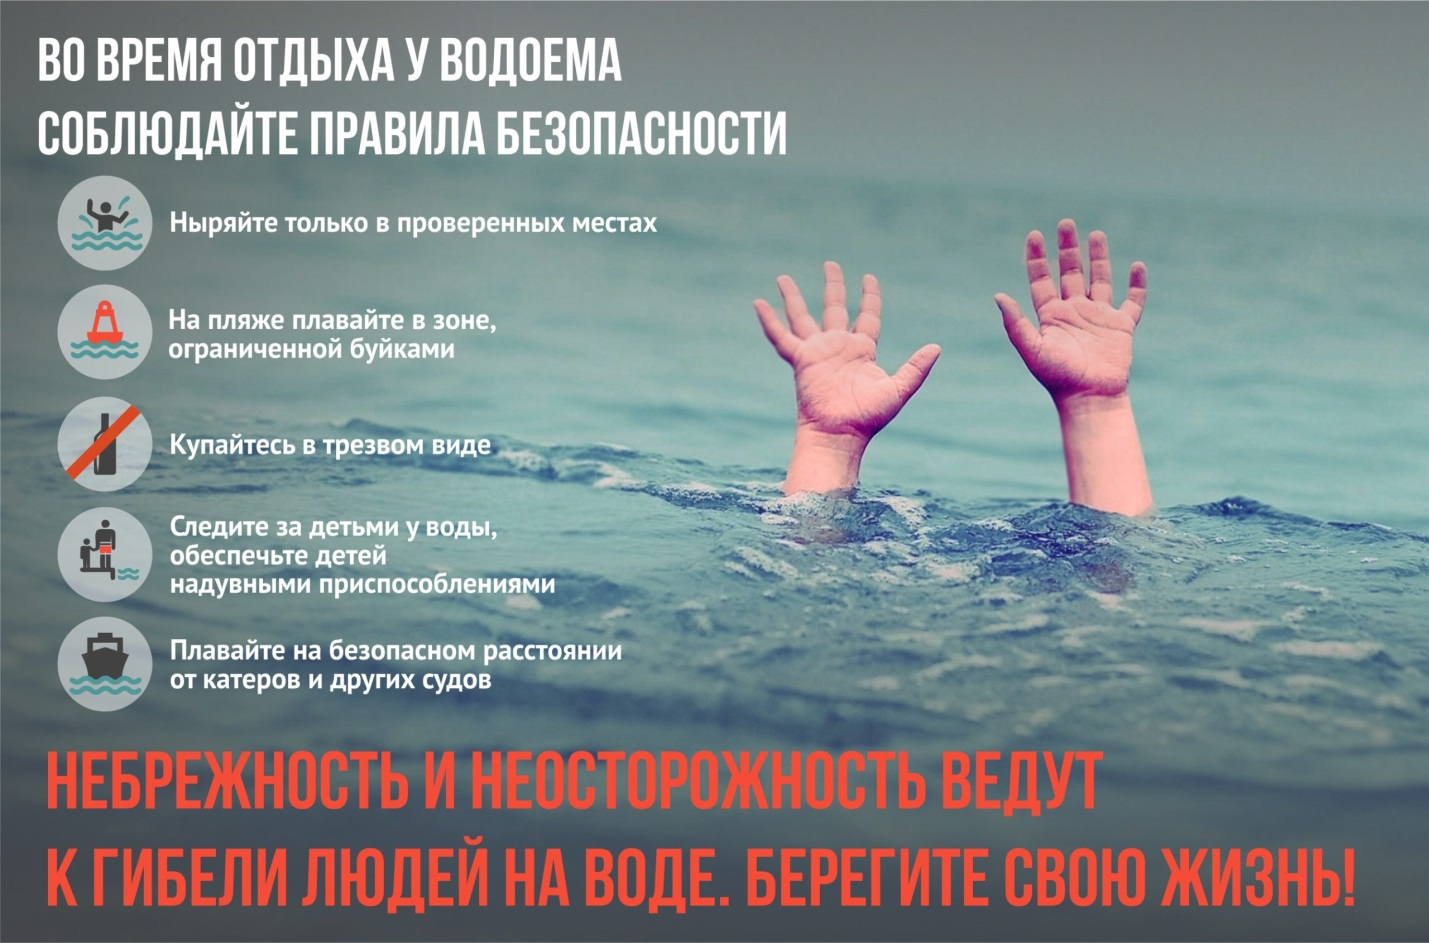 ВО ВРЕМЯ ОТДЫХА У ВОДОЕМА
СОБЛЮДАЙТЕ ПРАВИЛА БЕЗОПАСНОСТИ
Ныряйте только в проверенных местах
На пляже плавайте в зоне,
ограниченной буйками
Купайтесь в трезвом виде
Следите за детьми у воды,
обеспечьте детей
надувными приспособлениями
Плавайте на безопасном расстоянии
от катеров и других судов
НЕБРЕЖНОСТЬ И НЕОСТОРОЖНОСТЬ ВЕДУТ
К ГИБЕЛИ ЛЮДЕЙ НА ВОДЕ. БЕРЕГИТЕ СВОЮ ЖИЗНЬ!